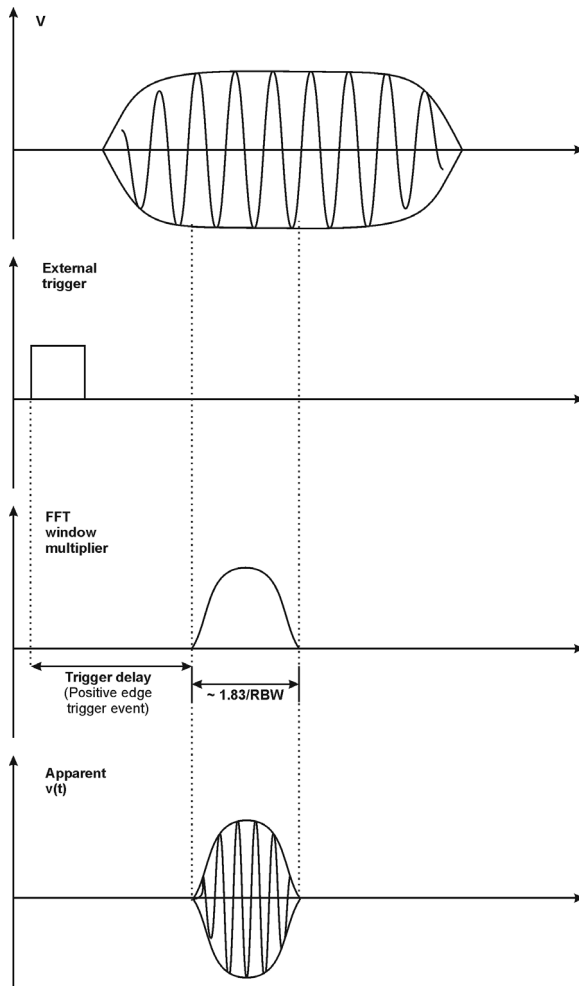 V
External
trigger
FFT
window
multiplier
Trigger delay
(Positive edge
trigger event)
~ 1.83/RBW
Apparent
v(t)